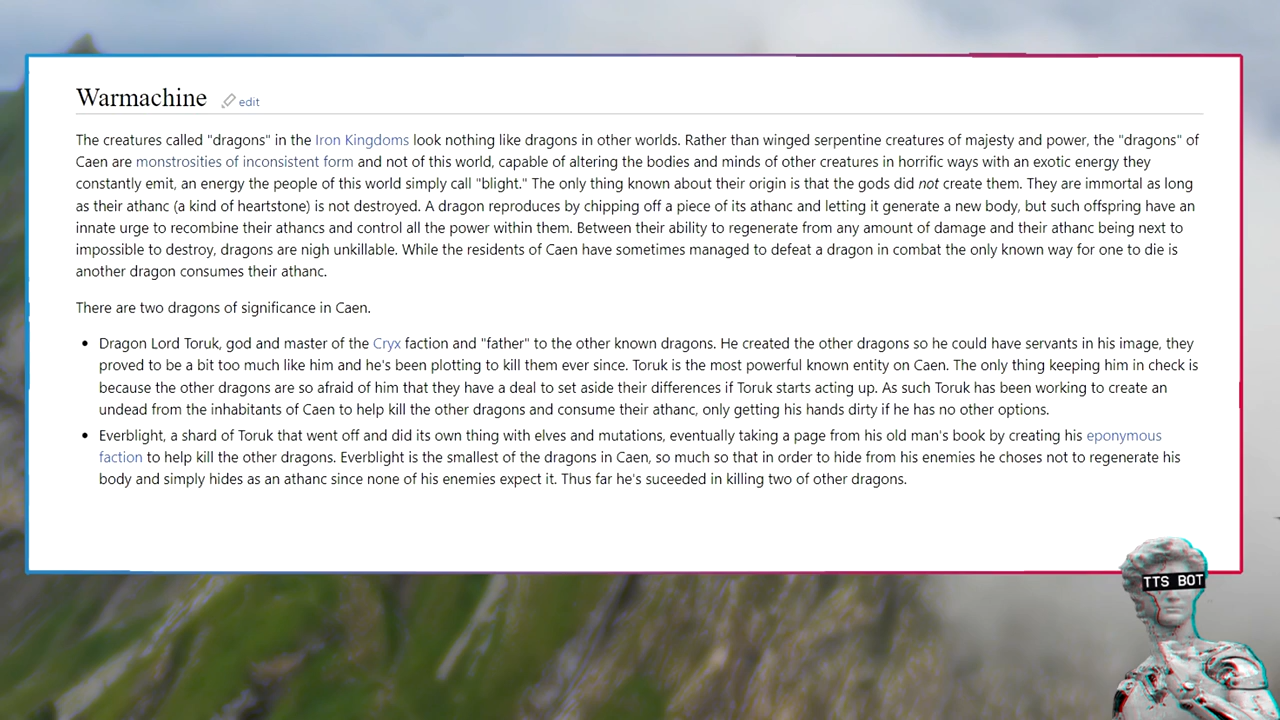 Warmachine edit
The creatures called "dragons" in the Iron Kingdoms look nothing like dragons in other worlds. Rather than winged serpentine creatures of majesty and power, the "dragons" of
Caen are monstrosities of inconsistent form and not of this world, capable of altering the bodies and minds of other creatures in horrific ways with an exotic energy they
constantly emit, an energy the people of this world simply call "blight." The only thing known about their origin is that the gods did not create them. They are immortal as long
as their athanc (a kind of heartstone) is not destroyed. A dragon reproduces by chipping off a piece of its athanc and letting it generate a new body, but such offspring have an
innate urge to recombine their athancs and control all the power within them. Between their ability to regenerate from any amount of damage and their athanc being next to
impossible to destroy, dragons are nigh unkillable. While the residents of Caen have sometimes managed to defeat a dragon in combat the only known way for one to die is
another dragon consumes their athanc.
There are two dragons of significance in Caen.
• Dragon Lord Toruk, god and master of the Cryx faction and "father" to the other known dragons. He created the other dragons so he could have servants in his image, they
proved to be a bit too much like him and he's been plotting to kill them ever since. Toruk is the most powerful known entity on Caen. The only thing keeping him in check is
because the other dragons are so afraid of him that they have a deal to set aside their differences if Toruk starts acting up. As such Toruk has been working to create an
undead from the inhabitants of Caen to help kill the other dragons and consume their athanc, only getting his hands dirty if he has no other options.
• Everblight, a shard of Toruk that went off and did its own thing with elves and mutations, eventually taking a page from his old man's book by creating his eponymous
faction to help kill the other dragons. Everblight is the smallest of the dragons in Caen, so much so that in order to hide from his enemies he choses not to regenerate his
body and simply hides as an athanc since none of his enemies expect it. Thus far he's suceeded in killing two of other dragons.
TTS BOT